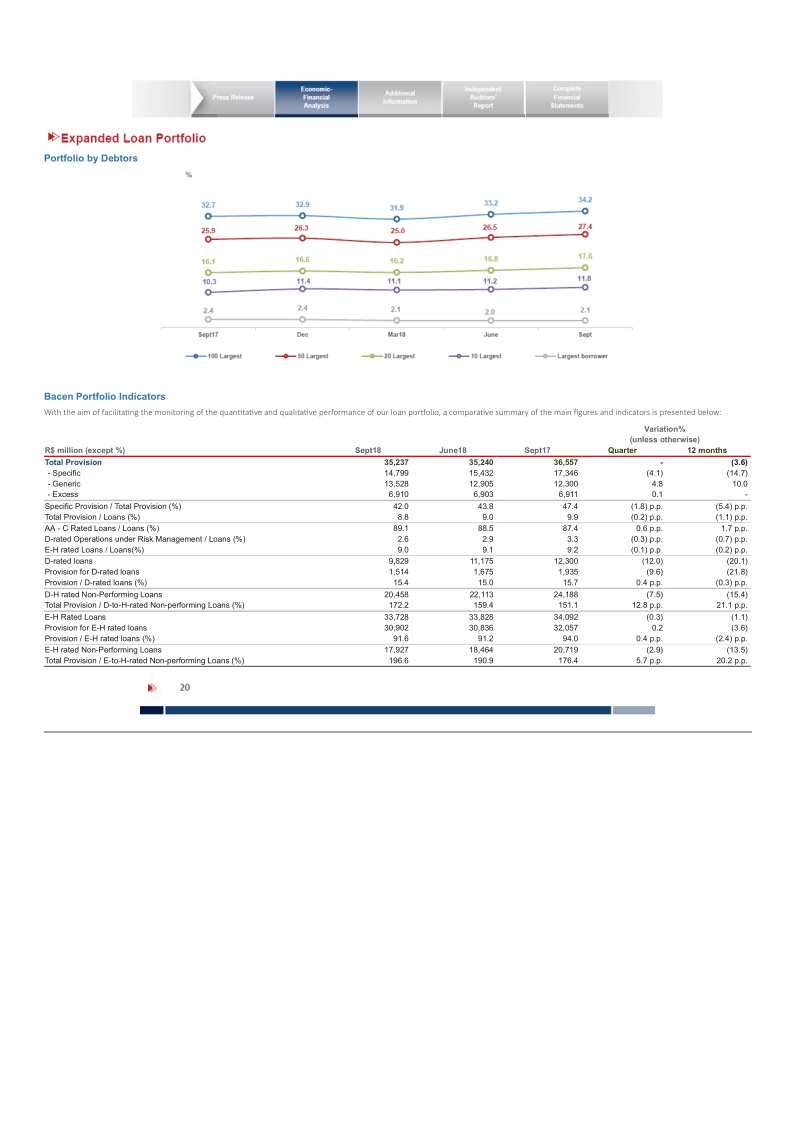 Press Release
Economic-
Financial
Analysis
Additional
Information
Independent
Auditors'
Report
Complete
Financial
Statements
Expanded Loan Portfolio
Portfolio by Debtors
%
32.7 32.9 31.9 33.2 34.2
25.9 26.3 25.0 26.5 27.4
16.1 16.6 16.2 16.8 17.6
10.3 11.4 11.1 11.2 11.8
2.4 2.4 2.1 2.0 2.1
Sept17 Dec Mar18 June Sept
100 Largest 50 Largest 20 Largest 10 Largest Largest borrower
Bacen Portfolio Indicators
With the aim of facilitating the monitoring of the quantitative and qualitative performance of our loan portfolio, a comparative summary of the main figures and indicators is presented below:
Variation%
(unless otherwise)
R$ million (except %) Sept18 June18 Sept17 Quarter 12 months
Total Provision 35,237 35,240 36,557 - (3.6)
- Specific 14,799 15,432 17,346 (4.1) (14.7)
- Generic 13,528 12,905 12,300 4.8 10.0
- Excess 6,910 6,903 6,911 0.1 -
Specific Provision / Total Provision (%) 42.0 43.8 47.4 (1.8) p.p. (5.4) p.p.
Total Provision / Loans (%) 8.8 9.0 9.9 (0.2) p.p. (1.1) p.p.
AA - C Rated Loans / Loans (%) 89.1 88.5 87.4 0.6 p.p. 1.7 p.p.
D-rated Operations under Risk Management / Loans (%) 2.6 2.9 3.3 (0.3) p.p. (0.7) p.p.
E-H rated Loans / Loans(%) 9.0 9.1 9.2 (0.1) p.p. (0.2) p.p.
D-rated loans 9,829 11,175 12,300 (12.0) (20.1)
Provision for D-rated loans 1,514 1,675 1,935 (9.6) (21.8)
Provision / D-rated loans (%) 15.4 15.0 15.7 0.4 p.p. (0.3) p.p.
D-H rated Non-Performing Loans 20,458 22,113 24,188 (7.5) (15.4)
Total Provision / D-to-H-rated Non-performing Loans (%) 172.2 159.4 151.1 12.8 p.p. 21.1 p.p.
E-H Rated Loans 33,728 33,828 34,092 (0.3) (1.1)
Provision for E-H rated loans 30,902 30,836 32,057 0.2 (3.6)
Provision / E-H rated loans (%) 91.6 91.2 94.0 0.4 p.p. (2.4) p.p.
E-H rated Non-Performing Loans 17,927 18,464 20,719 (2.9) (13.5)
Total Provision / E-to-H-rated Non-performing Loans (%) 196.6 190.9 176.4 5.7 p.p. 20.2 p.p.
20